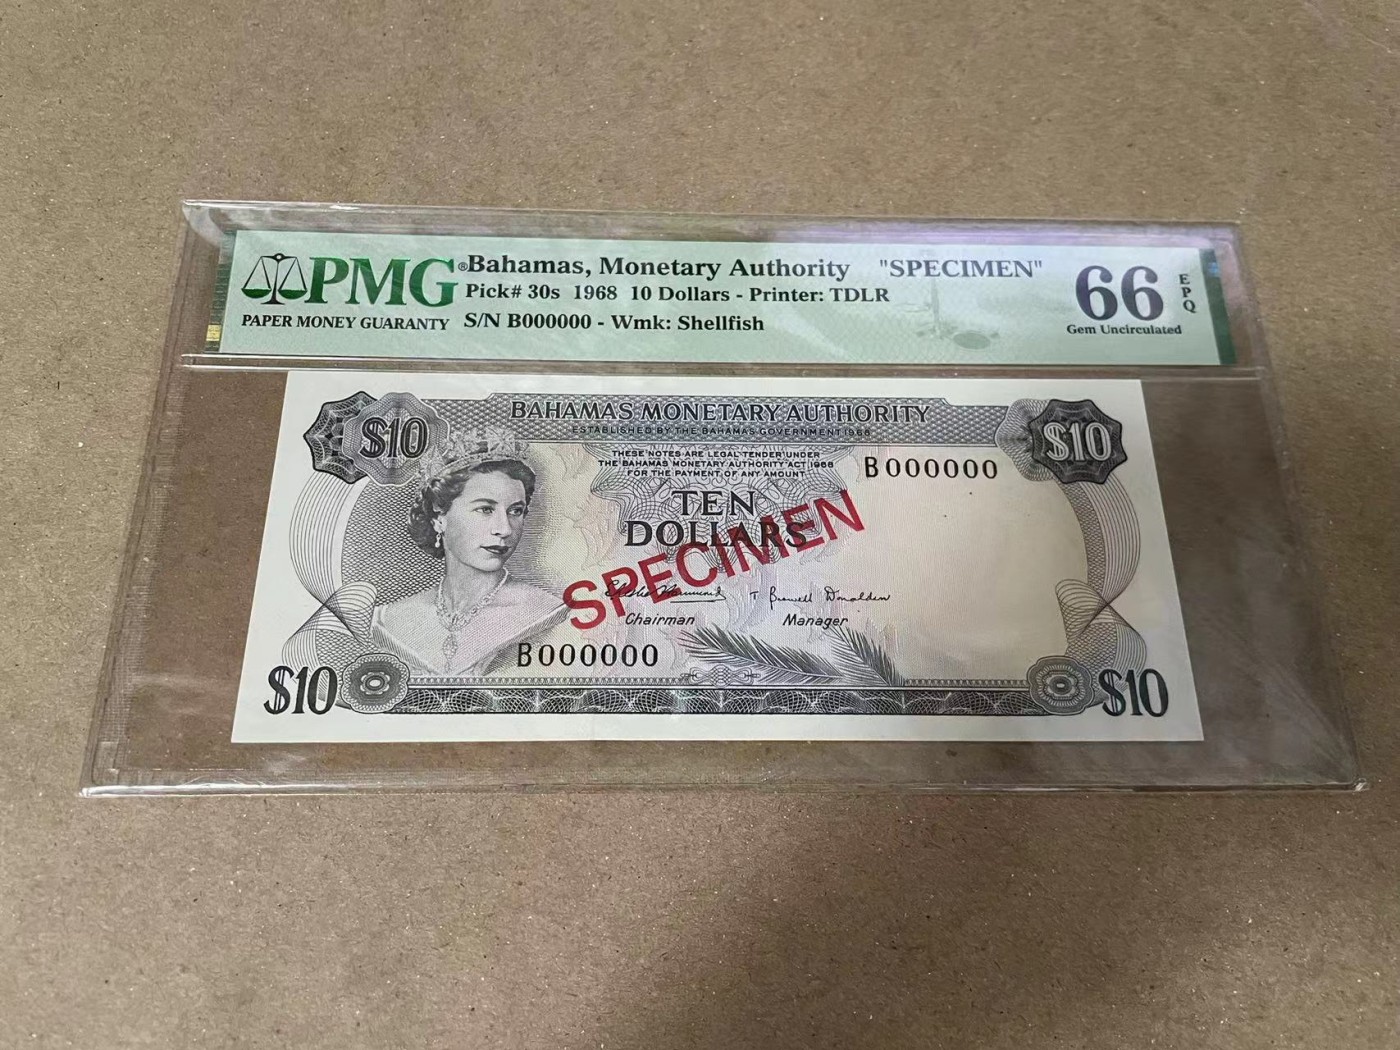 PMG® Bahamas, Monetary Authority "SPECIMEN" 66 EPQ
Pick# 30s 1968 10 Dollars - Printer: TDLR
PAPER MONEY GUARANTY S/N B000000 - Wmk: Shellfish Gem Uncirculated
$10 BAHAMAS MONETARY AUTHORITY $10
ESTABLISHED BY THE BAHAMAS GOVERNMENT 1968
THESE NOTES ARE LEGAL TENDER UNDER
THE BAHAMAS MONETARY AUTHORITY ACT 1968
FOR THE PAYMENT OF ANY AMOUNT
B000000
TEN
DOLLARS
SPECIMEN
T Donaldson
Chairman Manager
B000000
$10 $10